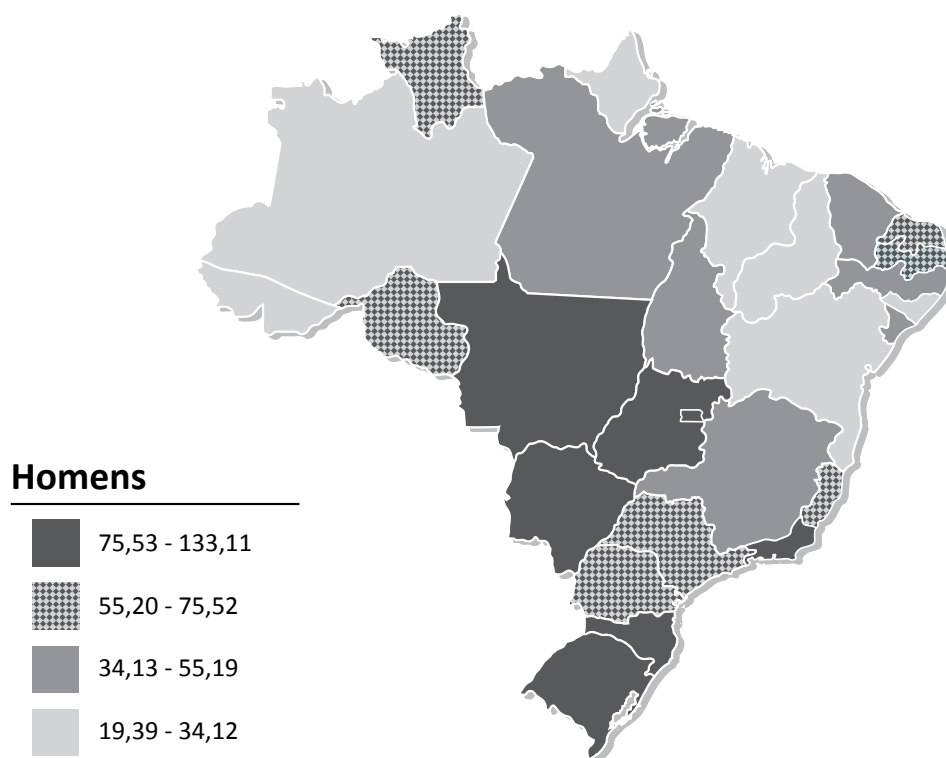 Homens
75,53 - 133,11
55,20 - 75,52
34,13 - 55,19
19,39 - 34,12